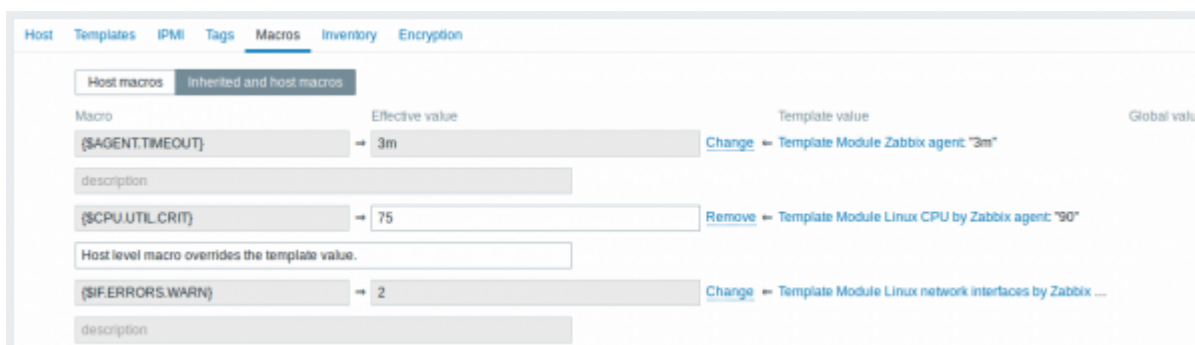 Host Templates IPMI Tags Macros Inventory Encryption
Host macros Inherited and host macros
Macro Effective value Template value Global valu
{$AGENT.TIMEOUT} ⇒ 3m Change ⇐ Template Module Zabbix agent: "3m"
description
{$CPU.UTIL.CRIT} ⇒ 75 Remove ⇐ Template Module Linux CPU by Zabbix agent: "90"
Host level macro overrides the template value.
{$IF.ERRORS.WARN} ⇒ 2 Change ⇐ Template Module Linux network interfaces by Zabbix ....
description